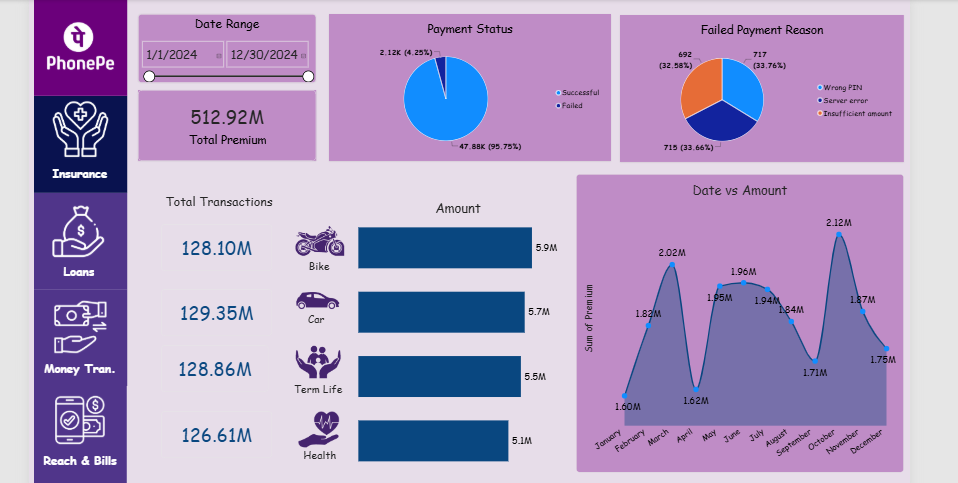 पे
PhonePe
Insurance
Loans
Money Tran.
Reach & Bills
Date Range
1/1/2024
12/30/2024
512.92M
Total Premium
Payment Status
2.12K (4.25%)
47.88K (95.75%)
Successful
Failed
Failed Payment Reason
692
(32.58%)
717
(33.76%)
715 (33.66%)
Wrong PIN
Server error
Insufficient amount
Total Transactions
128.10M
129.35M
128.86M
126.61M
Amount
Bike
5.9M
Car
5.7M
Term Life
5.5M
Health
5.1M
Date vs Amount
Sum of Premium
1.60M
1.82M
2.02M
1.62M
1.95M
1.96M
1.94M
1.84M
1.71M
2.12M
1.87M
1.75M
January
February
March
April
May
June
July
August
September
October
November
December